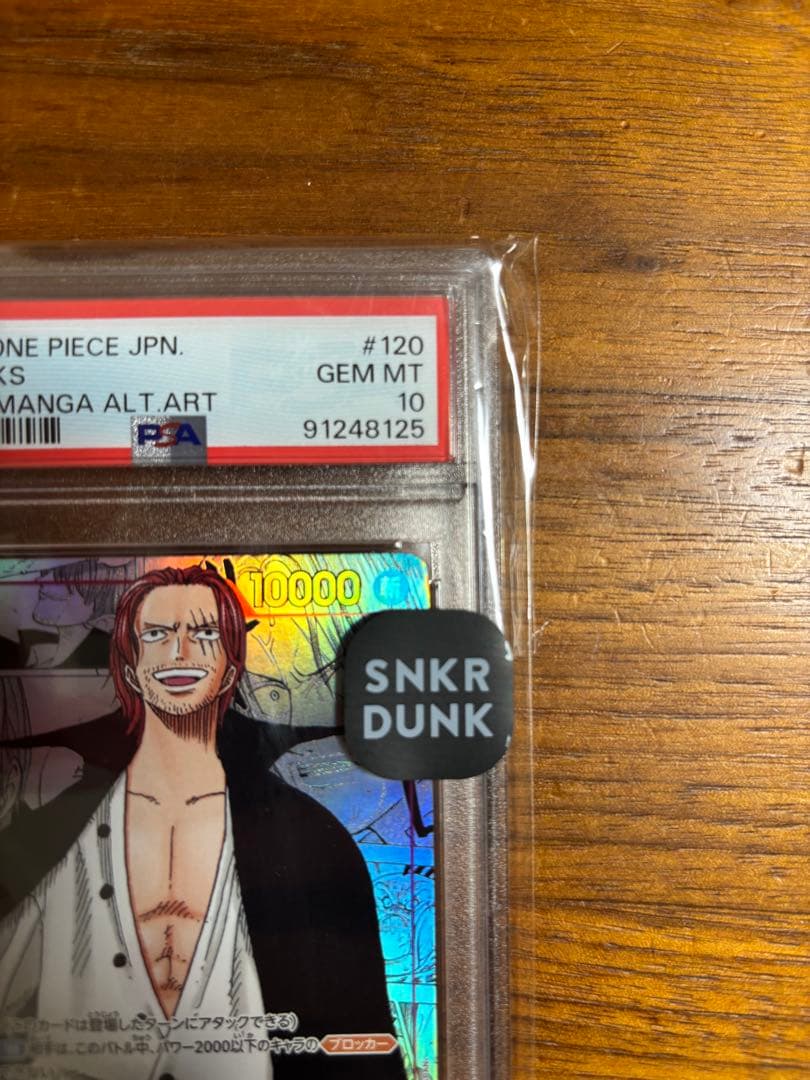 ONE PIECE JPN. #120
KS GEM MT
MANGA ALT.ART 10
PSA 91248125
10000
SNKR
DUNK
カードは登場したターンにアタックできる)
相手は、このバトル中、パワー2000以下のキャラの ブロッカー